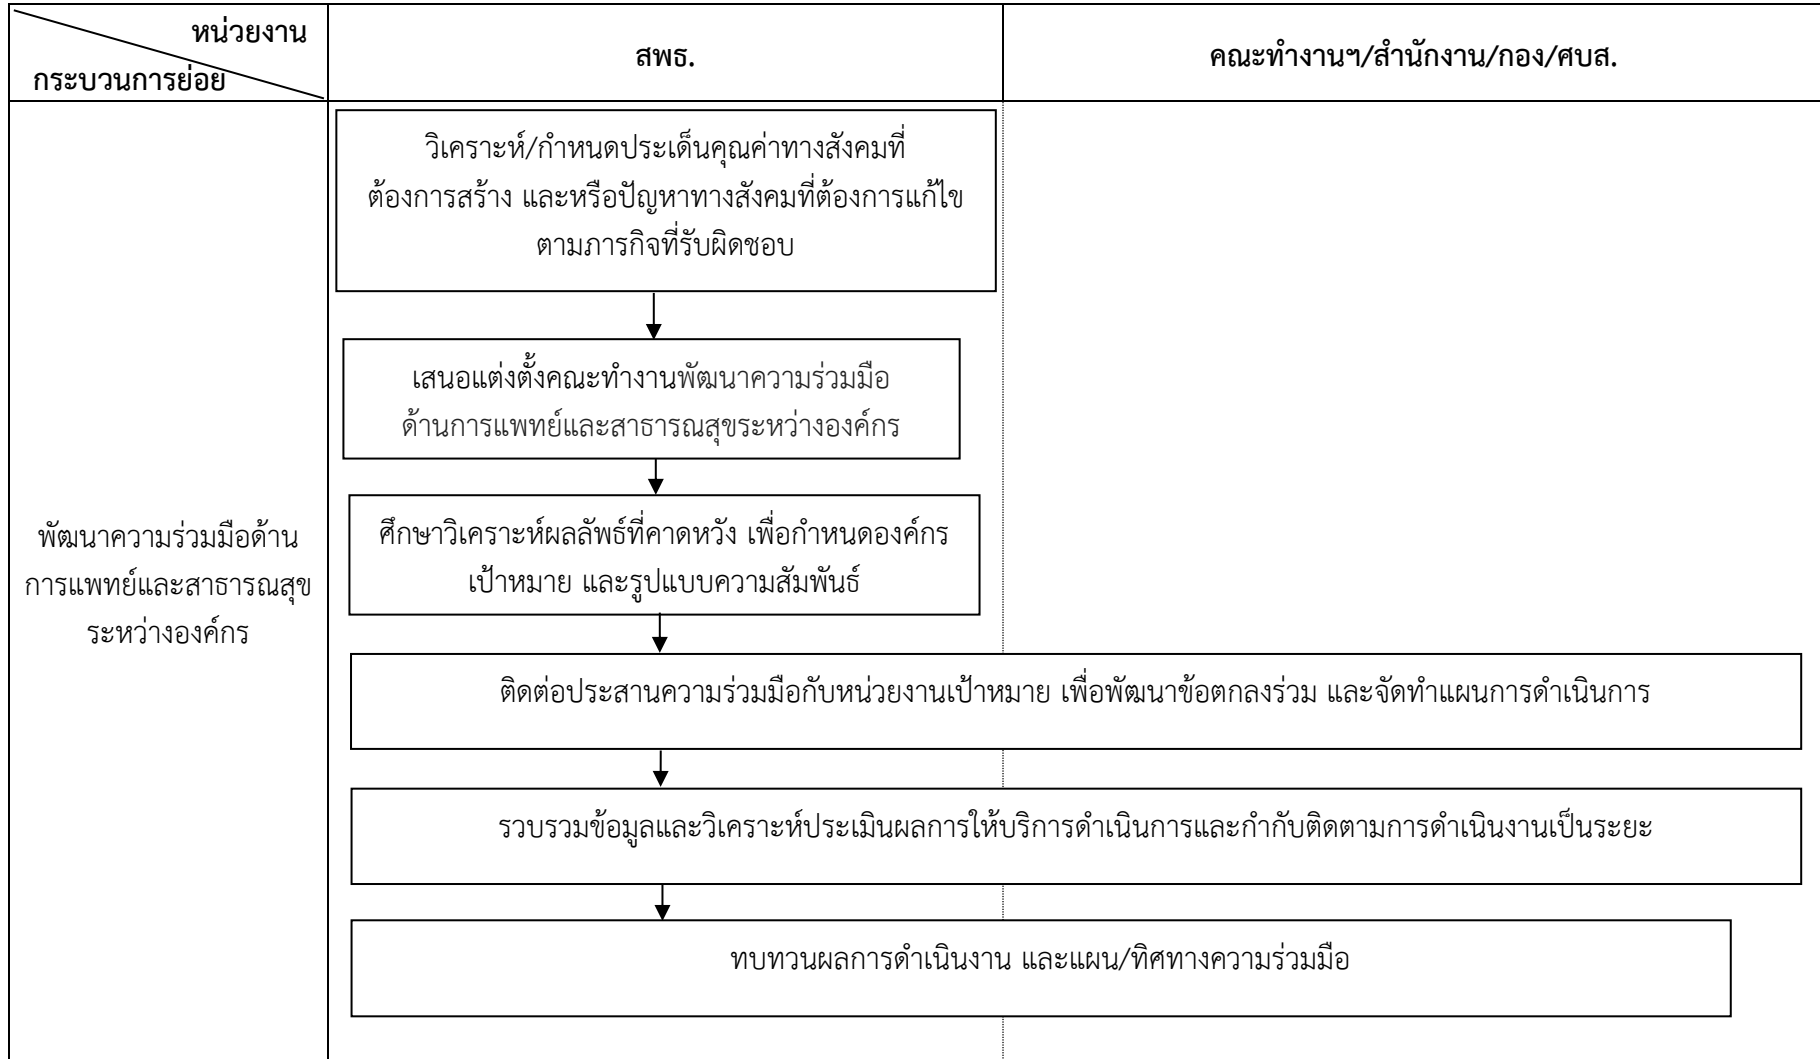 หน่วยงาน
กระบวนการย่อย
สพธ.
คณะทำงานฯ/สำนักงาน/กอง/ศบส.
วิเคราะห์/กำหนดประเด็นคุณค่าทางสังคมที่
ต้องการสร้าง และหรือปัญหาทางสังคมที่ต้องการแก้ไข
ตามภารกิจที่รับผิดชอบ
เสนอแต่งตั้งคณะทำงานพัฒนาความร่วมมือ
ด้านการแพทย์และสาธารณสุขระหว่างองค์กร
ศึกษาวิเคราะห์ผลลัพธ์ที่คาดหวัง เพื่อกำหนดองค์กร
เป้าหมาย และรูปแบบความสัมพันธ์
พัฒนาความร่วมมือด้าน
การแพทย์และสาธารณสุข
ระหว่างองค์กร
ติดต่อประสานความร่วมมือกับหน่วยงานเป้าหมาย เพื่อพัฒนาข้อตกลงร่วม และจัดทำแผนการดำเนินการ
รวบรวมข้อมูลและวิเคราะห์ประเมินผลการให้บริการดำเนินการและกำกับติดตามการดำเนินงานเป็นระยะ
ทบทวนผลการดำเนินงาน และแผน/ทิศทางความร่วมมือ